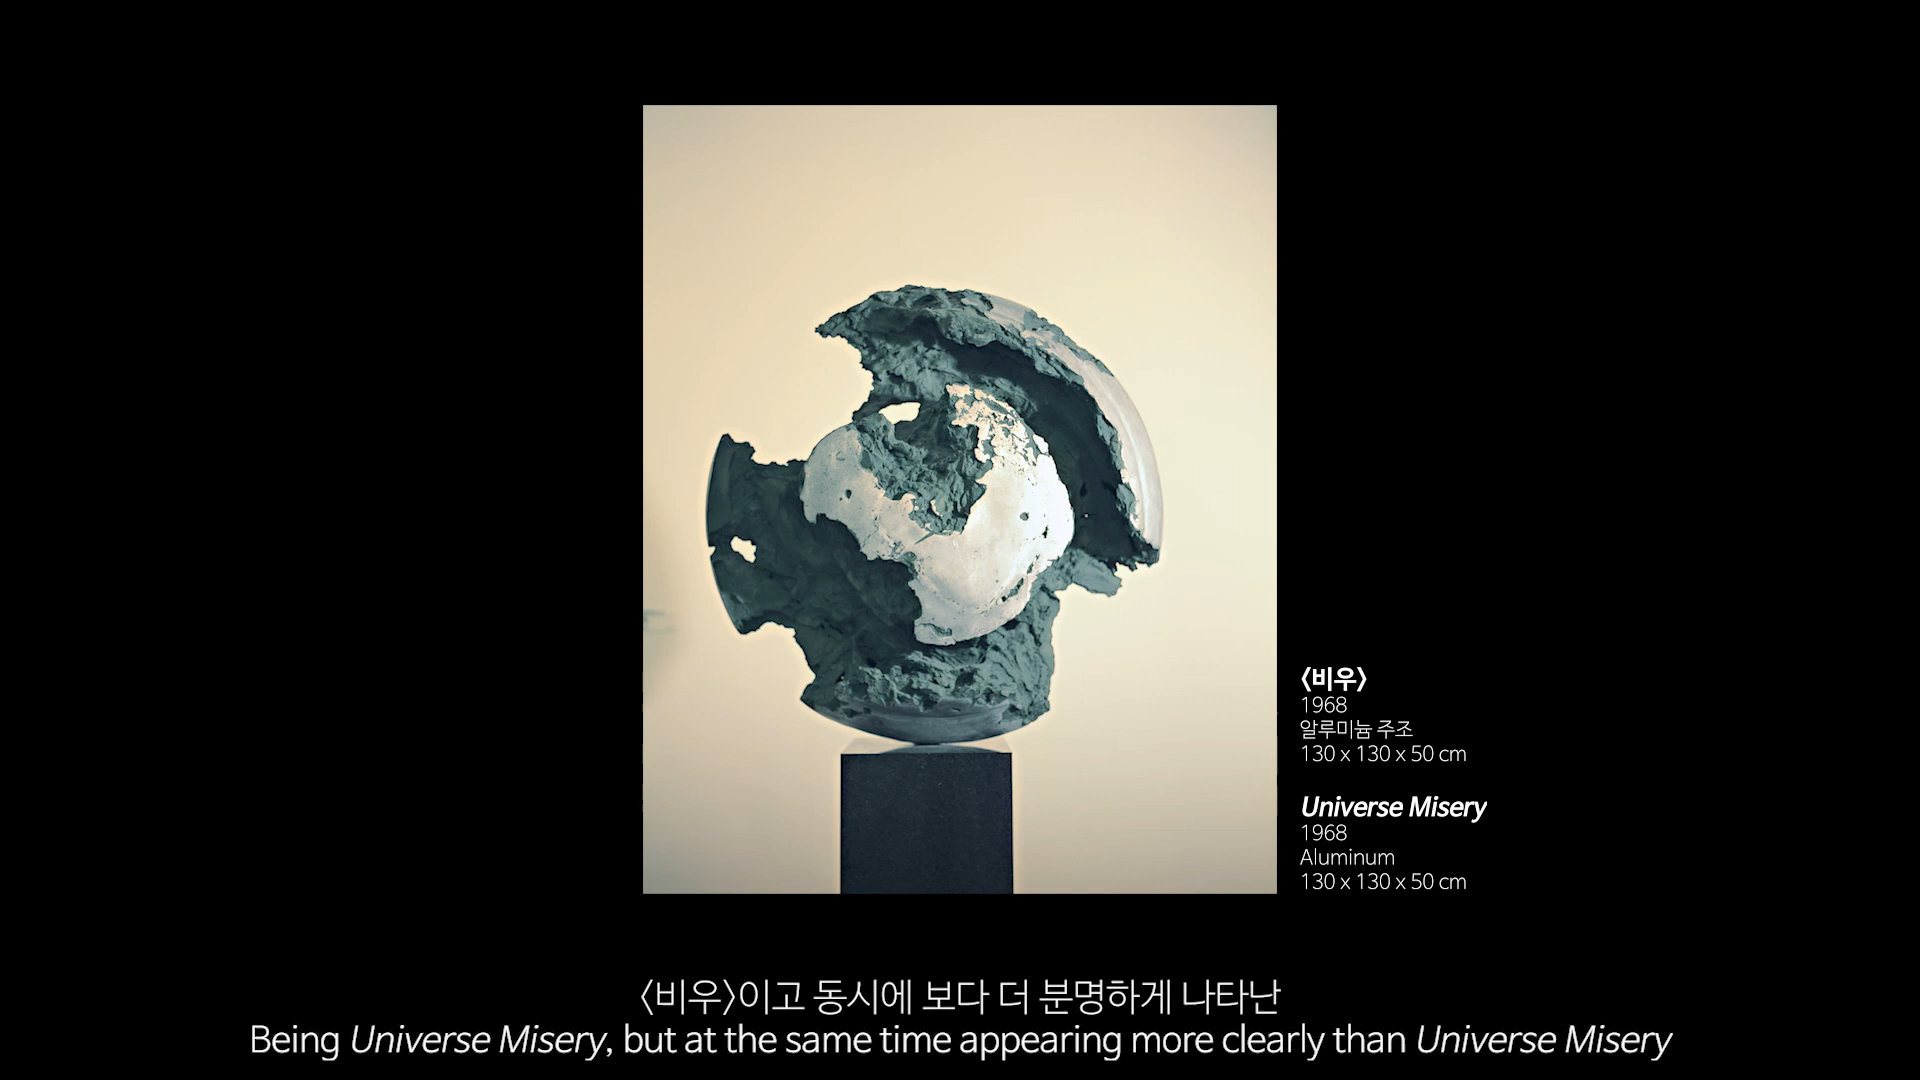 〈비우〉
1968
알루미늄 주조
130 x 130 x 50 cm
Universe Misery
1968
Aluminum
130 x 130 x 50 cm
〈비우〉이고 동시에 보다 더 분명하게 나타난
Being Universe Misery, but at the same time appearing more clearly than Universe Misery